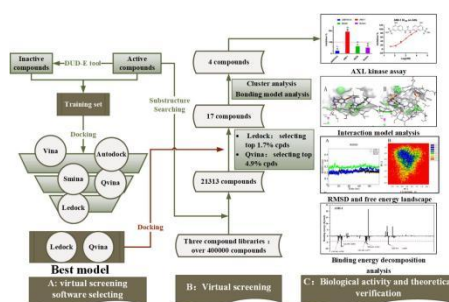 Inactive compounds
DUD-E tool
Active compounds
Training set
Docking
Vina
Autodock
Smina
Qvina
Ledock
Ledock
Qvina
Best model
A: virtual screening software selecting
Substructure Searching
Docking
4 compounds
Cluster analysis
Bonding model analysis
17 compounds
• Ledock: selecting top 1.7% cpds
• Qvina: selecting top 4.9% cpds
21313 compounds
Three compound libraries: over 400000 compounds
B: Virtual screening
AXL kinase assay
Interaction model analysis
RMSD and free energy landscape
Binding energy decomposition analysis
C: Biological activity and theoretical verification